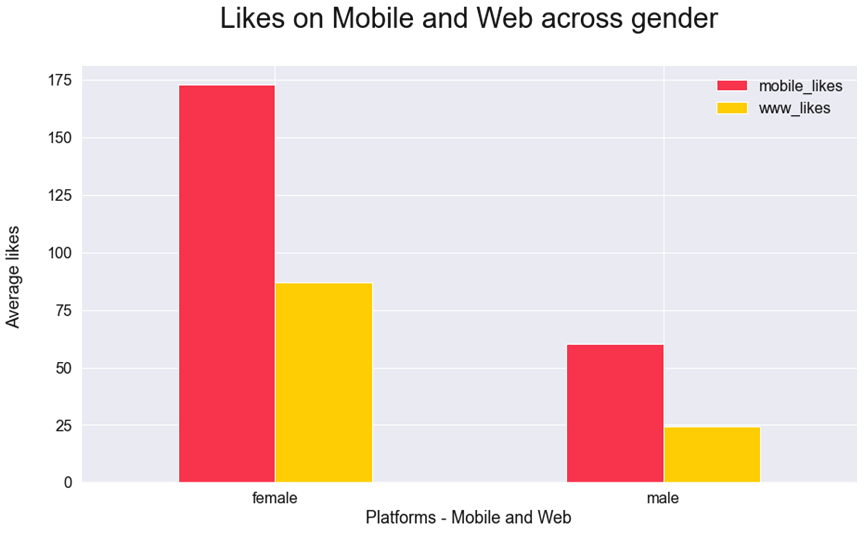 Likes on Mobile and Web across gender
mobile_likes
www_likes
Average likes
175
150
125
100
75
50
25
0
female male
Platforms - Mobile and Web